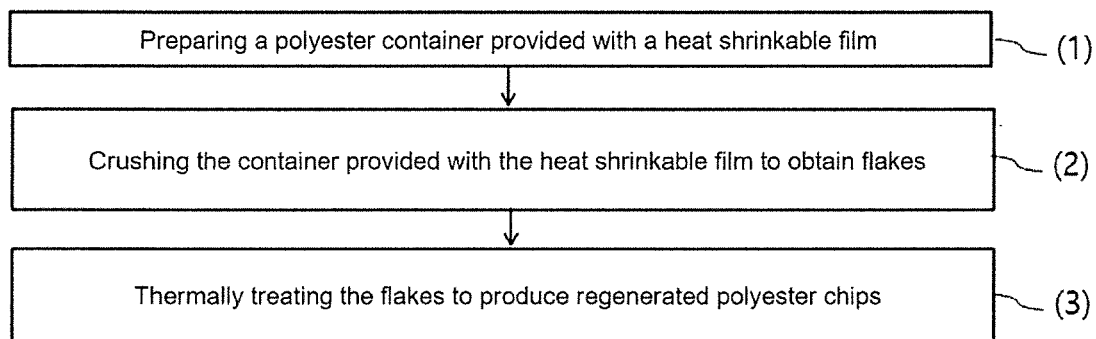 Preparing a polyester container provided with a heat shrinkable film (1)
Crushing the container provided with the heat shrinkable film to obtain flakes (2)
Thermally treating the flakes to produce regenerated polyester chips (3)